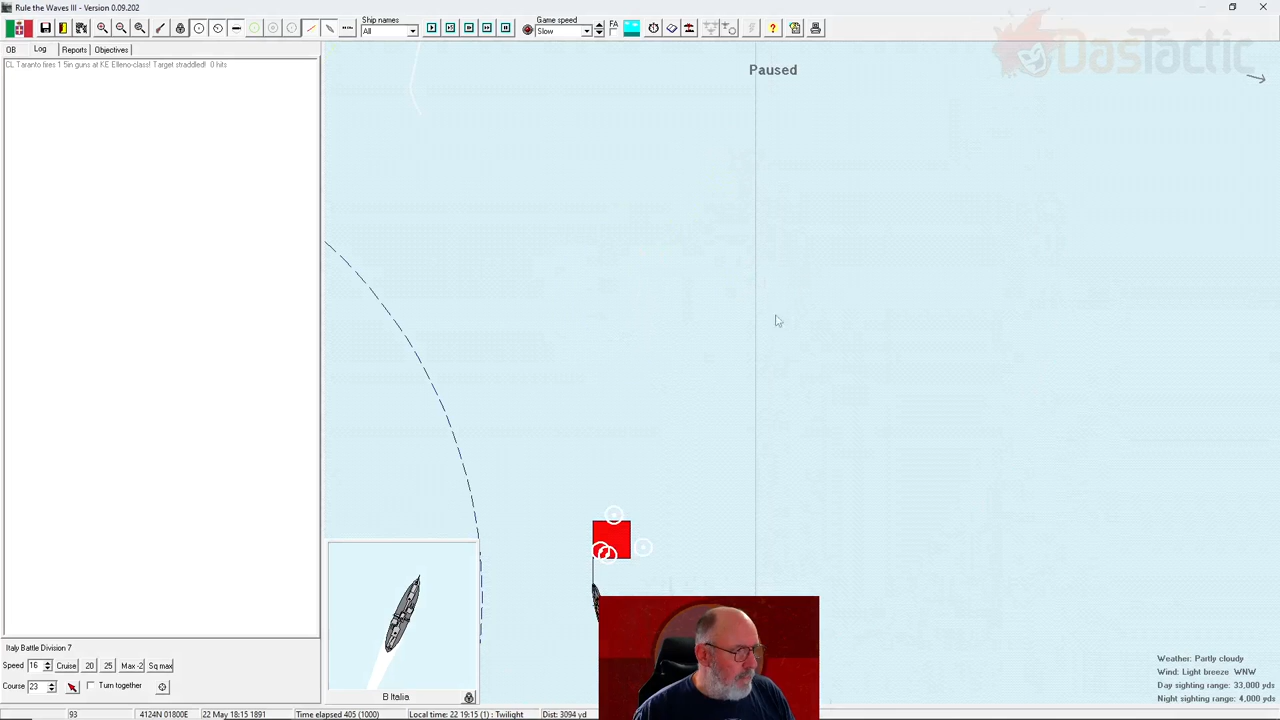 Rule the Waves III - Version 0.09.202
Ship names
All
Game speed
Slow
FA
OB
Log
Reports
Objectives
CL Taranto fires 1 5in guns at KE Elleno-class! Target straddled! 0 hits
Paused
DasTactic
B Italia
Italy Battle Division 7
Speed
16
Cruise
20
25
Max -2
Sq max
Course
23
Turn together
Weather: Partly cloudy
Wind: Light breeze WNW
Day sighting range: 33,000 yds
Night sighting range: 4,000 yds
93
4124N 01800E
22 May 18:15 1891
Time elapsed 405 (1000)
Local time: 22 19:15 (1) : Twilight
Dist: 3094 yd